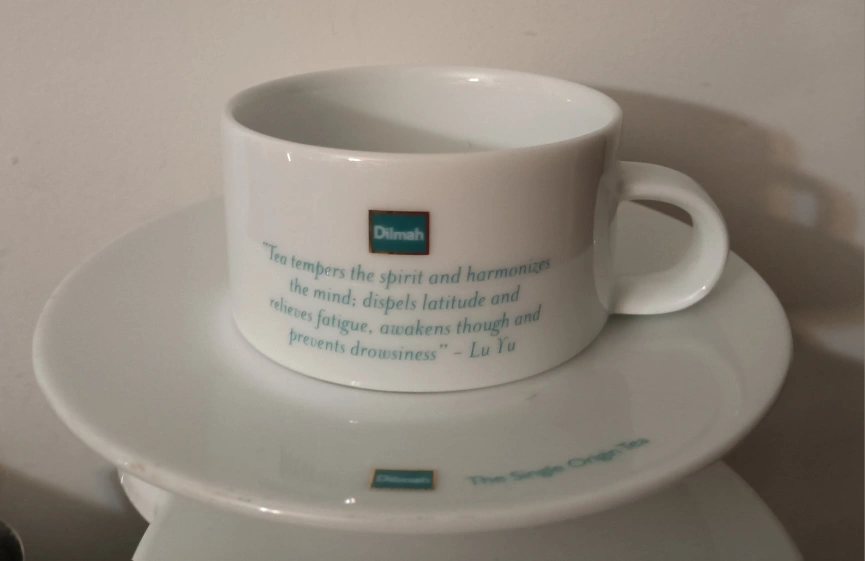 Dilmah
"Tea tempers the spirit and harmonizes
the mind; dispels latitude and
relieves fatigue, awakens though and
prevents drowsiness" - Lu Yu
Dilmah
The Single Origin Tea